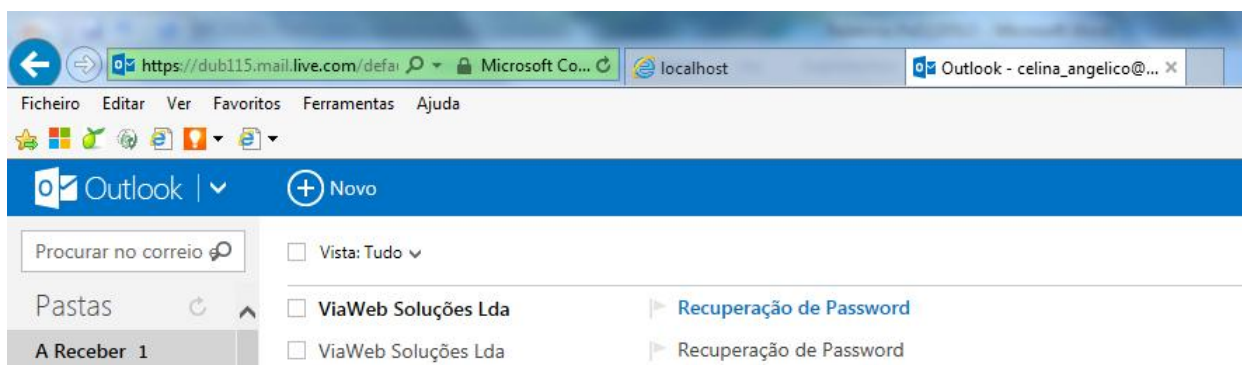 https://dub115.mail.live.com/defa Microsoft Co... localhost Outlook - celina_angelico@...
Ficheiro Editar Ver Favoritos Ferramentas Ajuda
Outlook Novo
Procurar no correio e Vista: Tudo
Pastas ViaWeb Soluções Lda Recuperação de Password
A Receber 1 ViaWeb Soluções Lda Recuperação de Password